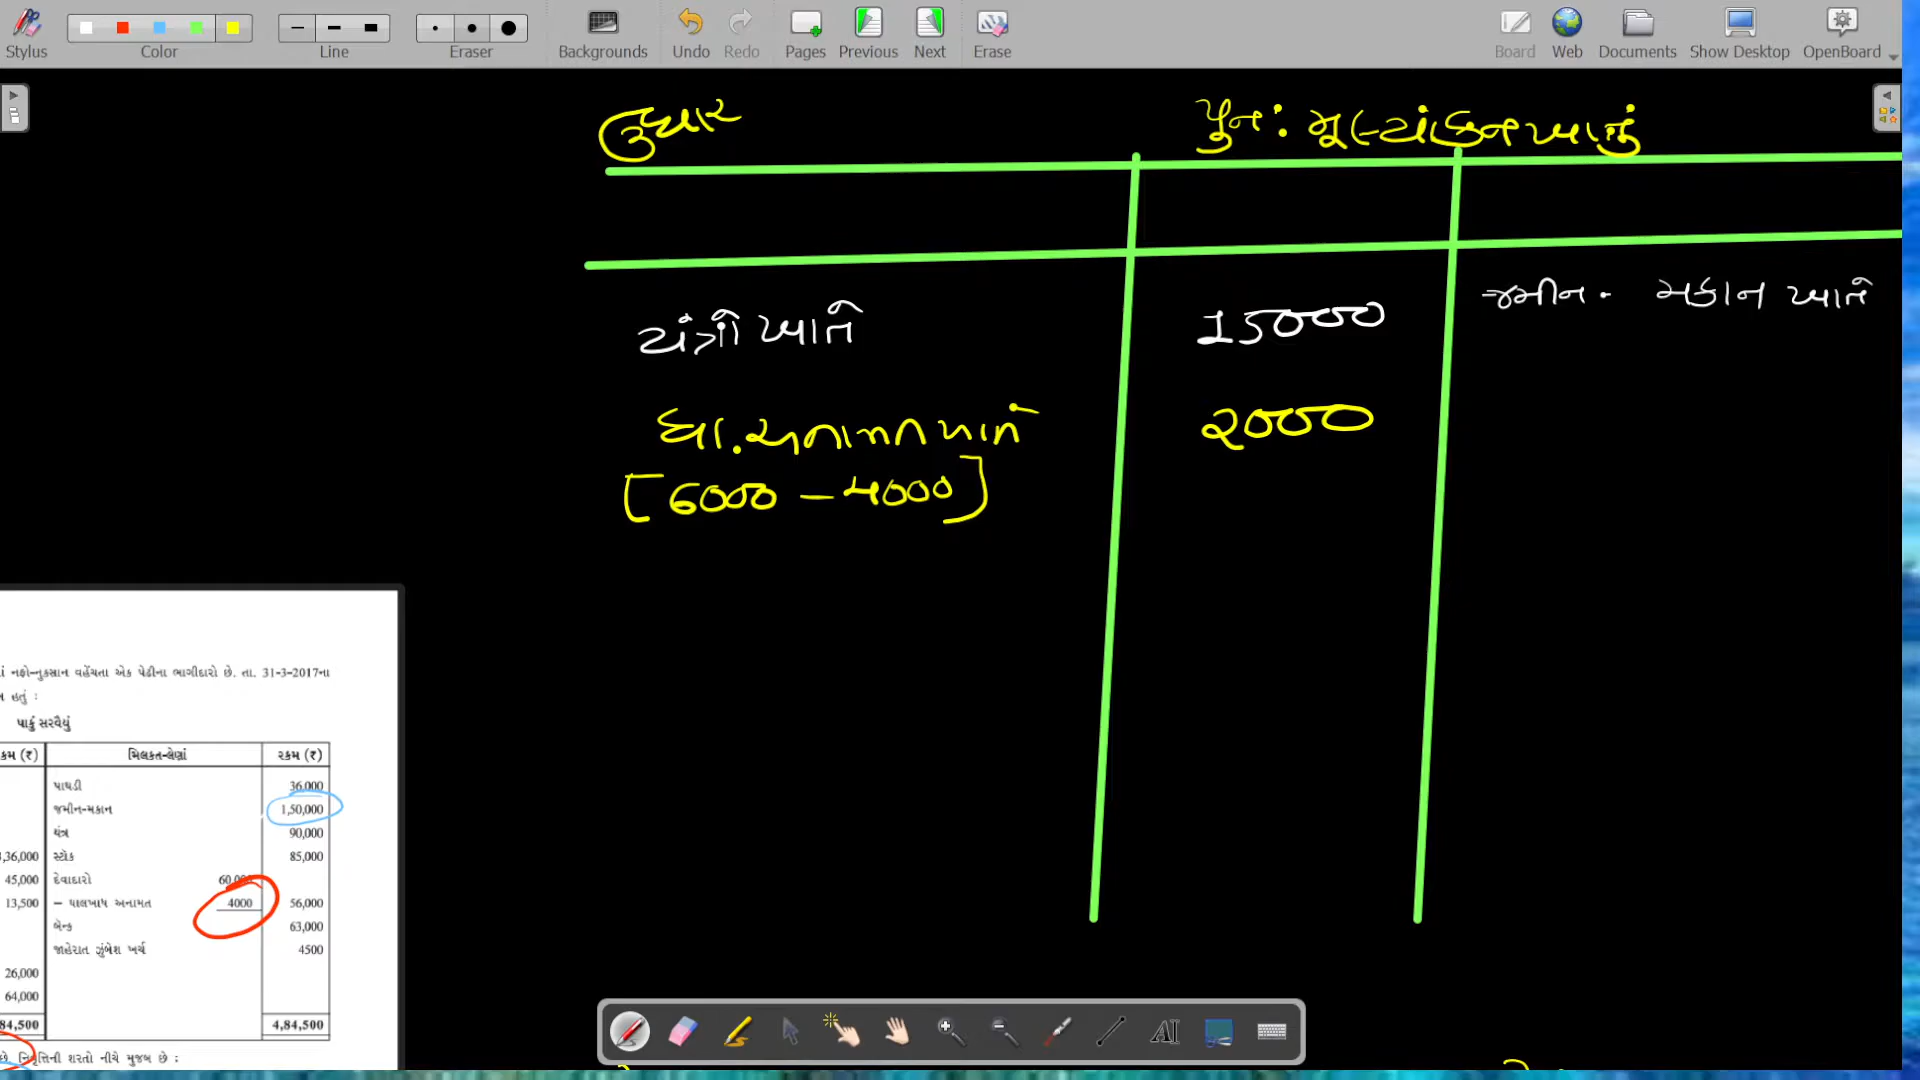 Stylus
Color
Line
Eraser
Backgrounds
Undo
Redo
Pages
Previous
Next
Erase
Board
Web
Documents
Show Desktop
OpenBoard
ઉધાર
પુન: મૂલ્યાંકન ખાતું
યંત્રો ખાતે 15000
જમીન. મકાન ખાતે
ઘા.અનામત ખાતે 2000
[6000 – 4000]
માં નફો-નુકસાન વહેંચતા એક પેઢીના ભાગીદારો છે. તા. 31-3-2017ના
હતું :
પાકું સરવૈયું
કમ (₹) મિલકત-લેણાં રકમ (₹)
પાઘડી 36,000
જમીન-મકાન 1,50,000
યંત્ર 90,000
,36,000 સ્ટૉક 85,000
45,000 દેવાદારો
13,500 – ઘાલખાધ અનામત 4000 56,000
બૅન્ક 63,000
જાહેરાત ઝુંબેશ ખર્ચ 4500
26,000
64,000
84,500 4,84,500
છે. નિવૃત્તિની શરતો નીચે મુજબ છે :